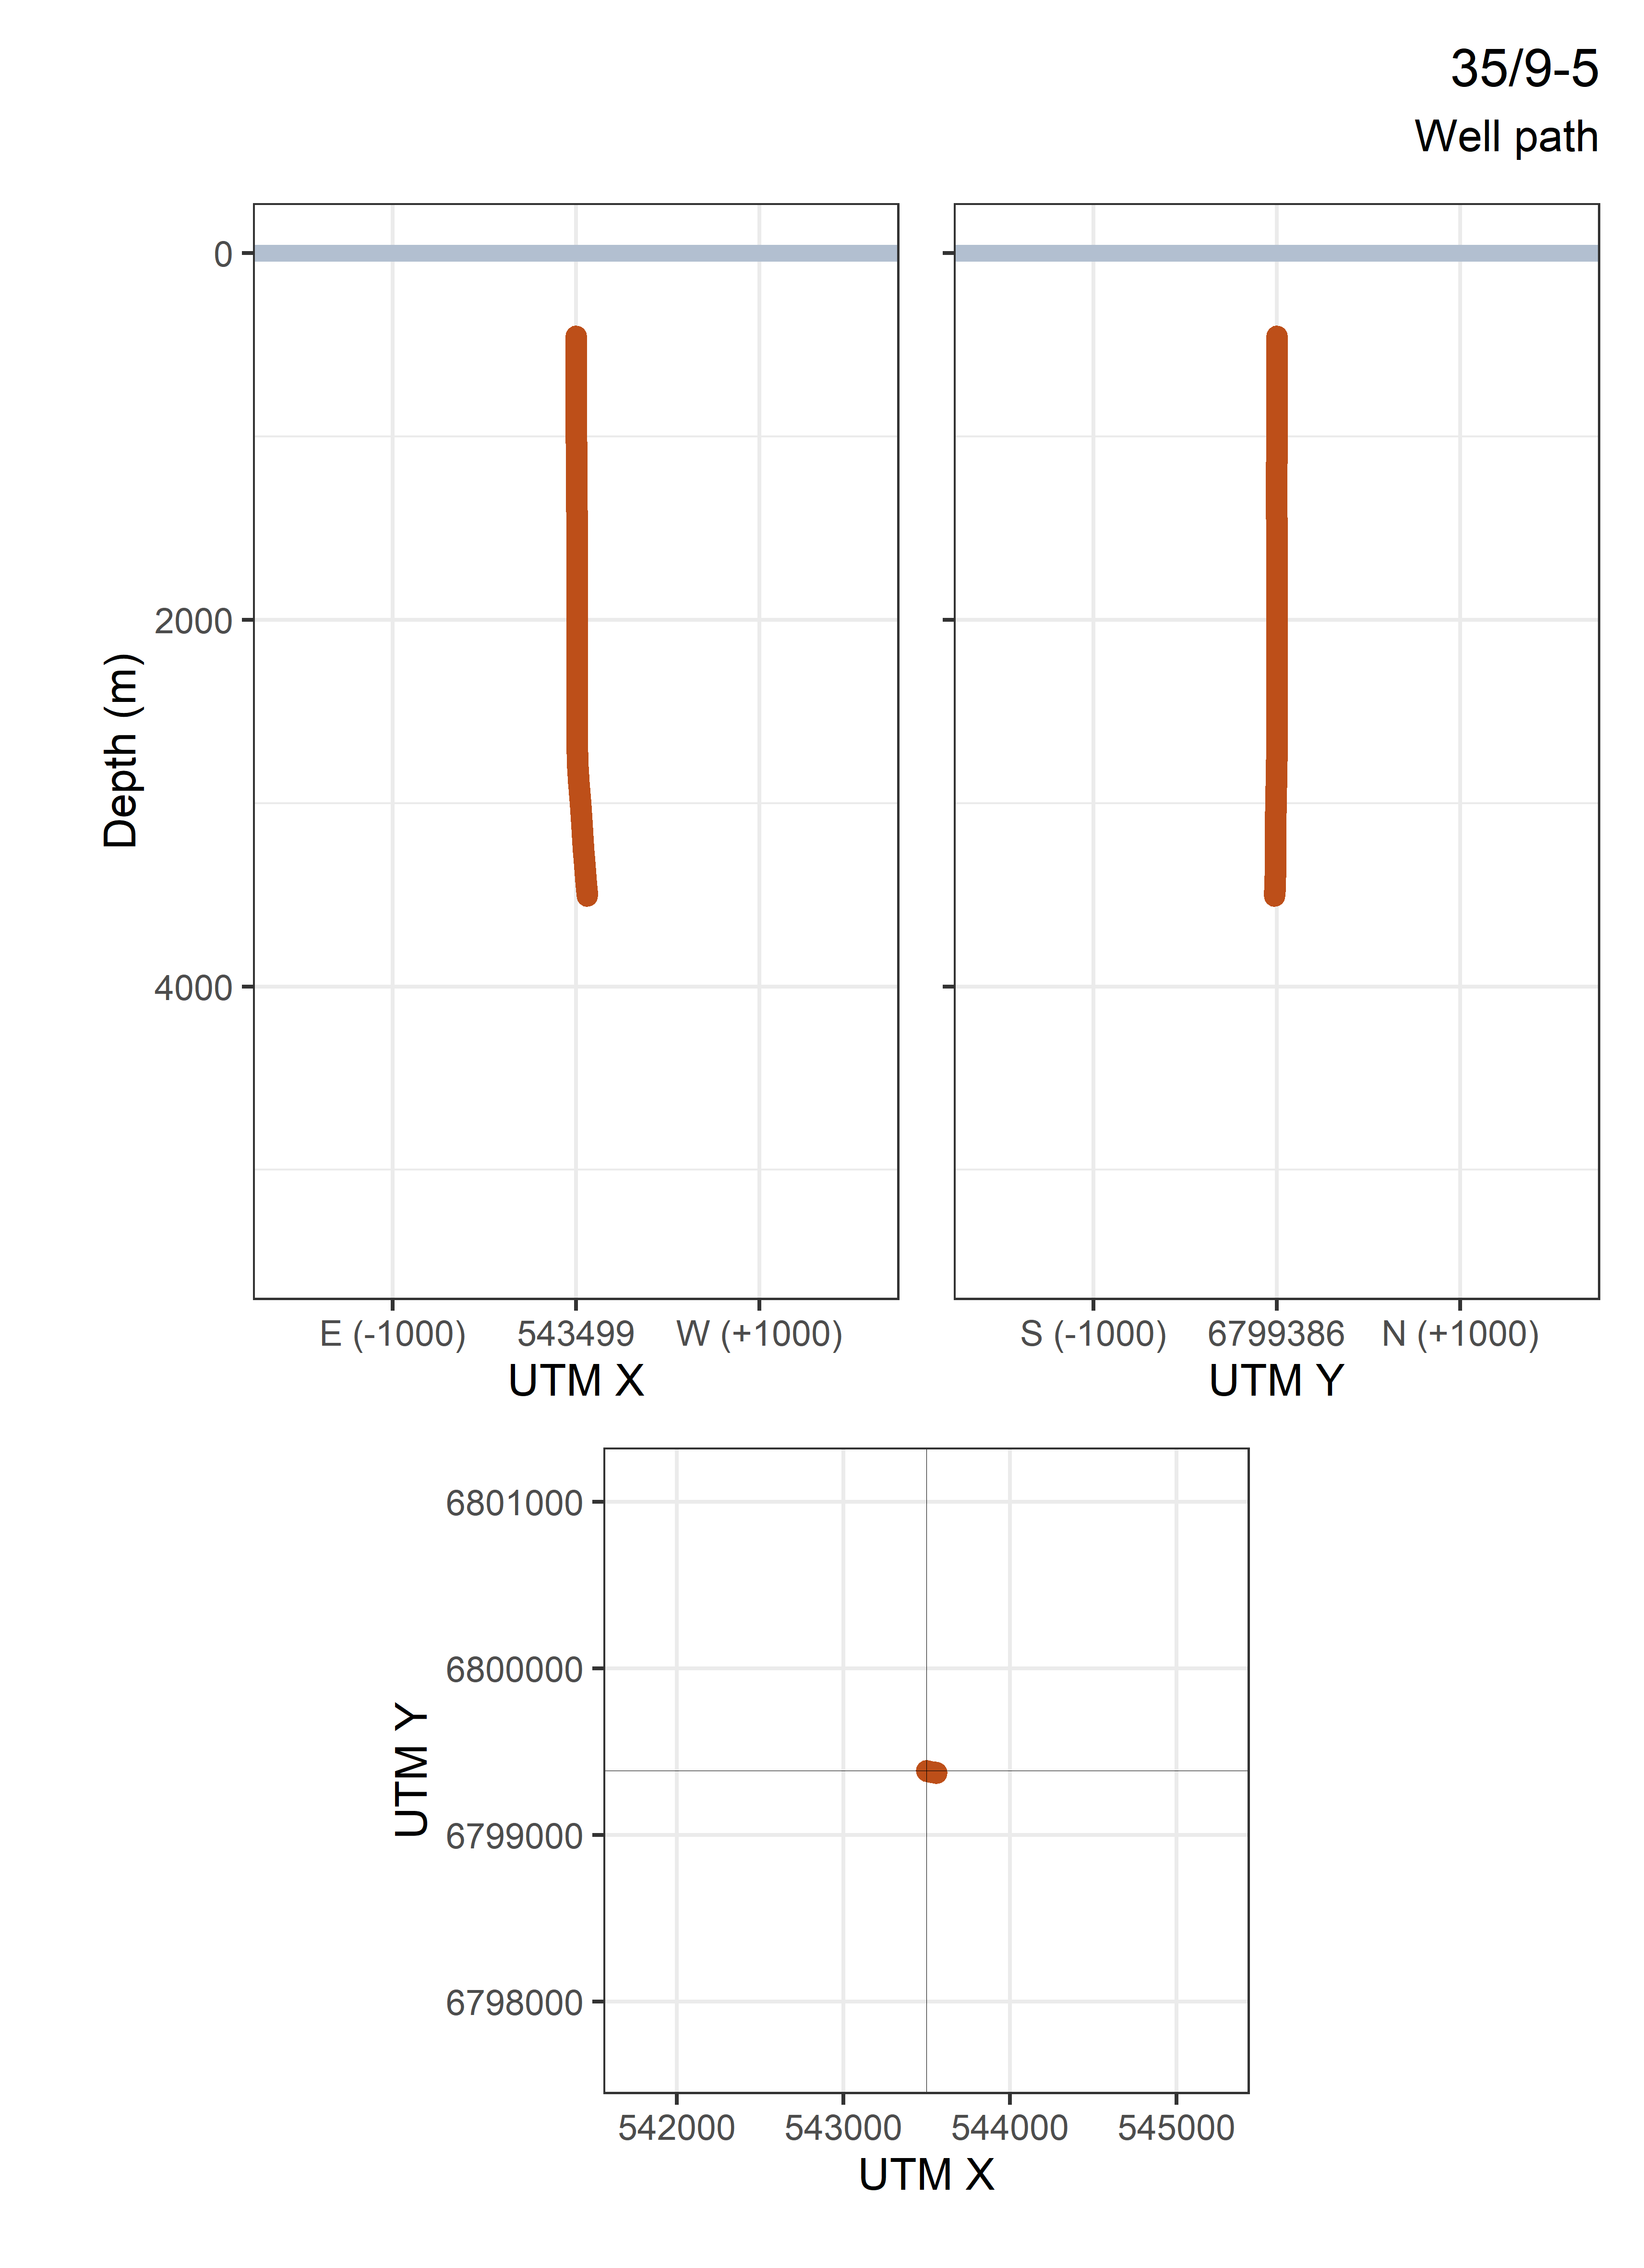 35/9-5
Well path
0
2000
4000
Depth (m)
E (-1000) 543499 W (+1000)
UTM X
S (-1000) 6799386 N (+1000)
UTM Y
6801000
6800000
6799000
6798000
UTM Y
542000 543000 544000 545000
UTM X